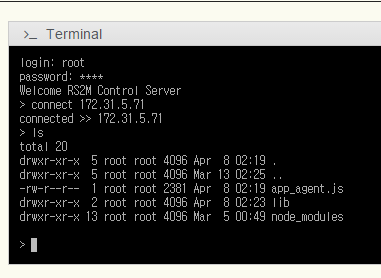 >_ Terminal
login: root
password: ****
Welcome RS2M Control Server
> connect 172.31.5.71
connected >> 172.31.5.71
> ls
total 20
drwxr-xr-x  5 root root 4096 Apr  8 02:19 .
drwxr-xr-x  5 root root 4096 Mar 13 02:25 ..
-rw-r--r--  1 root root 2381 Apr  8 02:19 app_agent.js
drwxr-xr-x  2 root root 4096 Apr  8 02:23 lib
drwxr-xr-x 13 root root 4096 Mar  5 00:49 node_modules
>